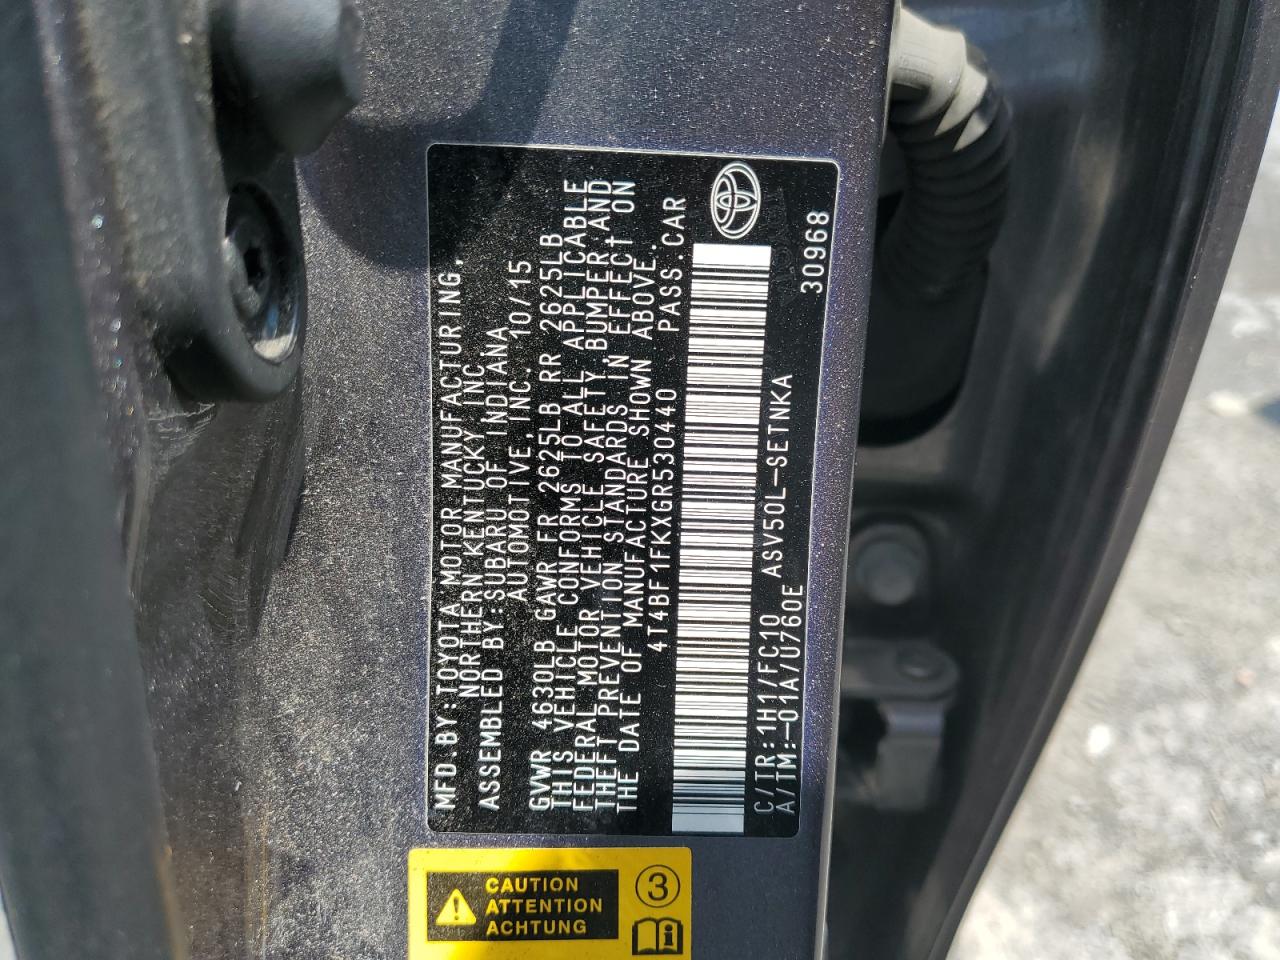 MFD.BY:TOYOTA MOTOR MANUFACTURING,
NORTHERN KENTUCKY INC.
ASSEMBLED BY:SUBARU OF INDIANA
AUTOMOTIVE,INC. 10/15
GVWR 4630LB GAWR FR 2625LB RR 2625LB
THIS VEHICLE CONFORMS TO ALL APPLICABLE
FEDERAL MOTOR VEHICLE SAFETY,BUMPER,AND
THEFT PREVENTION STANDARDS IN EFFECT ON
THE DATE OF MANUFACTURE SHOWN ABOVE.
4T4BF1FKXGR530440 PASS.CAR
C/TR:1H1/FC10 ASV50L-SETNKA
A/TM:-01A/U760E
30968
CAUTION
ATTENTION
ACHTUNG
3